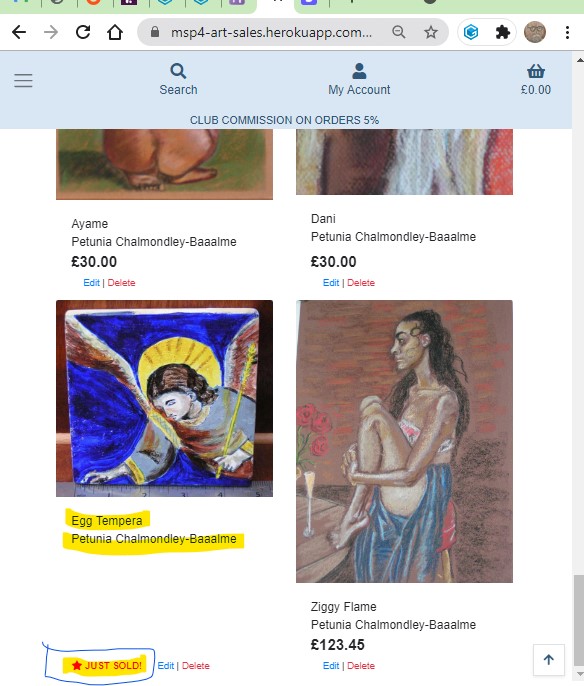 msp4-art-sales.herokuapp.com...
Search
My Account
£0.00
CLUB COMMISSION ON ORDERS 5%
Ayame
Petunia Chalmondley-Baaalme
£30.00
Edit | Delete
Dani
Petunia Chalmondley-Baaalme
£30.00
Edit | Delete
Egg Tempera
Petunia Chalmondley-Baaalme
JUST SOLD! Edit | Delete
Ziggy Flame
Petunia Chalmondley-Baaalme
£123.45
Edit | Delete